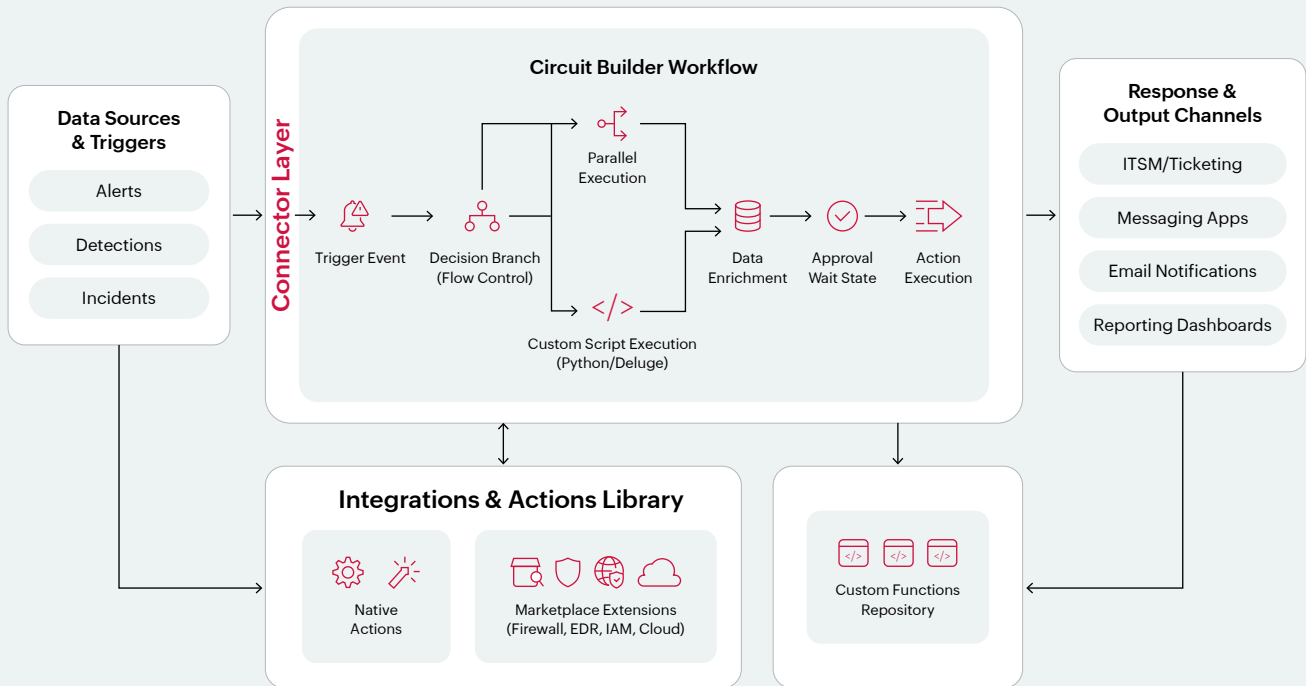 Data Sources
& Triggers
Alerts
Detections
Incidents
Connector Layer
Circuit Builder Workflow
Trigger Event
Decision Branch
(Flow Control)
Parallel
Execution
</>
Custom Script Execution
(Python/Deluge)
Data
Enrichment
Approval
Wait State
Action
Execution
Response &
Output Channels
ITSM/Ticketing
Messaging Apps
Email Notifications
Reporting Dashboards
Integrations & Actions Library
Native
Actions
Marketplace Extensions
(Firewall, EDR, IAM, Cloud)
</> </> </>
Custom Functions
Repository